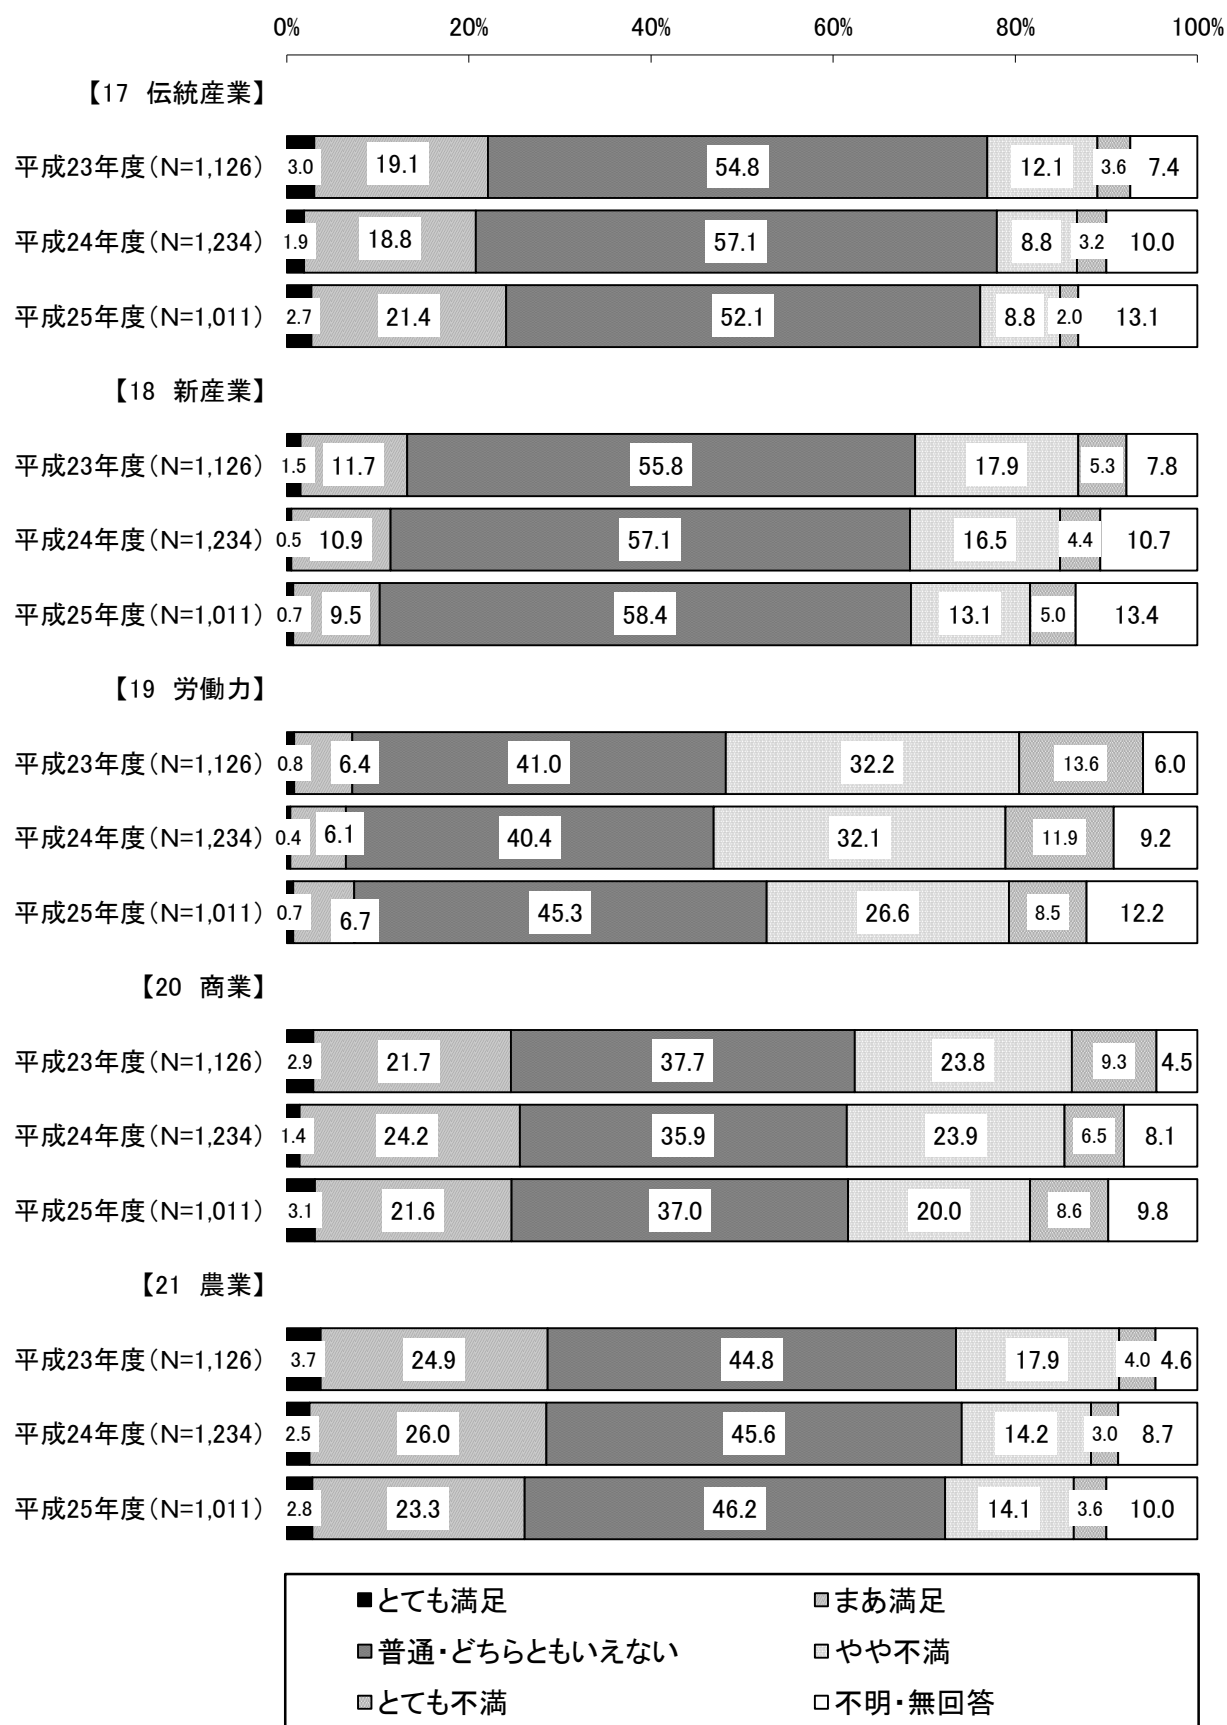 0% 20% 40% 60% 80% 100%
【17 伝統産業】
平成23年度(N=1,126) 3.0 19.1 54.8 12.1 3.6 7.4
平成24年度(N=1,234) 1.9 18.8 57.1 8.8 3.2 10.0
平成25年度(N=1,011) 2.7 21.4 52.1 8.8 2.0 13.1
【18 新産業】
平成23年度(N=1,126) 1.5 11.7 55.8 17.9 5.3 7.8
平成24年度(N=1,234) 0.5 10.9 57.1 16.5 4.4 10.7
平成25年度(N=1,011) 0.7 9.5 58.4 13.1 5.0 13.4
【19 労働力】
平成23年度(N=1,126) 0.8 6.4 41.0 32.2 13.6 6.0
平成24年度(N=1,234) 0.4 6.1 40.4 32.1 11.9 9.2
平成25年度(N=1,011) 0.7 6.7 45.3 26.6 8.5 12.2
【20 商業】
平成23年度(N=1,126) 2.9 21.7 37.7 23.8 9.3 4.5
平成24年度(N=1,234) 1.4 24.2 35.9 23.9 6.5 8.1
平成25年度(N=1,011) 3.1 21.6 37.0 20.0 8.6 9.8
【21 農業】
平成23年度(N=1,126) 3.7 24.9 44.8 17.9 4.0 4.6
平成24年度(N=1,234) 2.5 26.0 45.6 14.2 3.0 8.7
平成25年度(N=1,011) 2.8 23.3 46.2 14.1 3.6 10.0
とても満足 まあ満足
普通・どちらともいえない やや不満
とても不満 不明・無回答